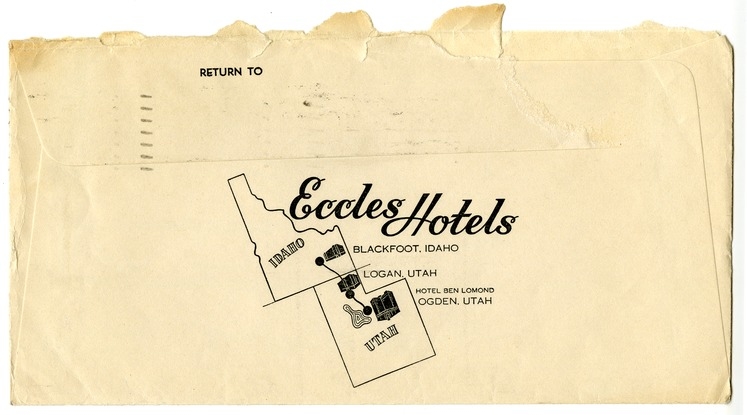 RETURN TO
Eccles Hotels
IDAHO
BLACKFOOT, IDAHO
LOGAN, UTAH
HOTEL BEN LOMOND
OGDEN, UTAH
UTAH